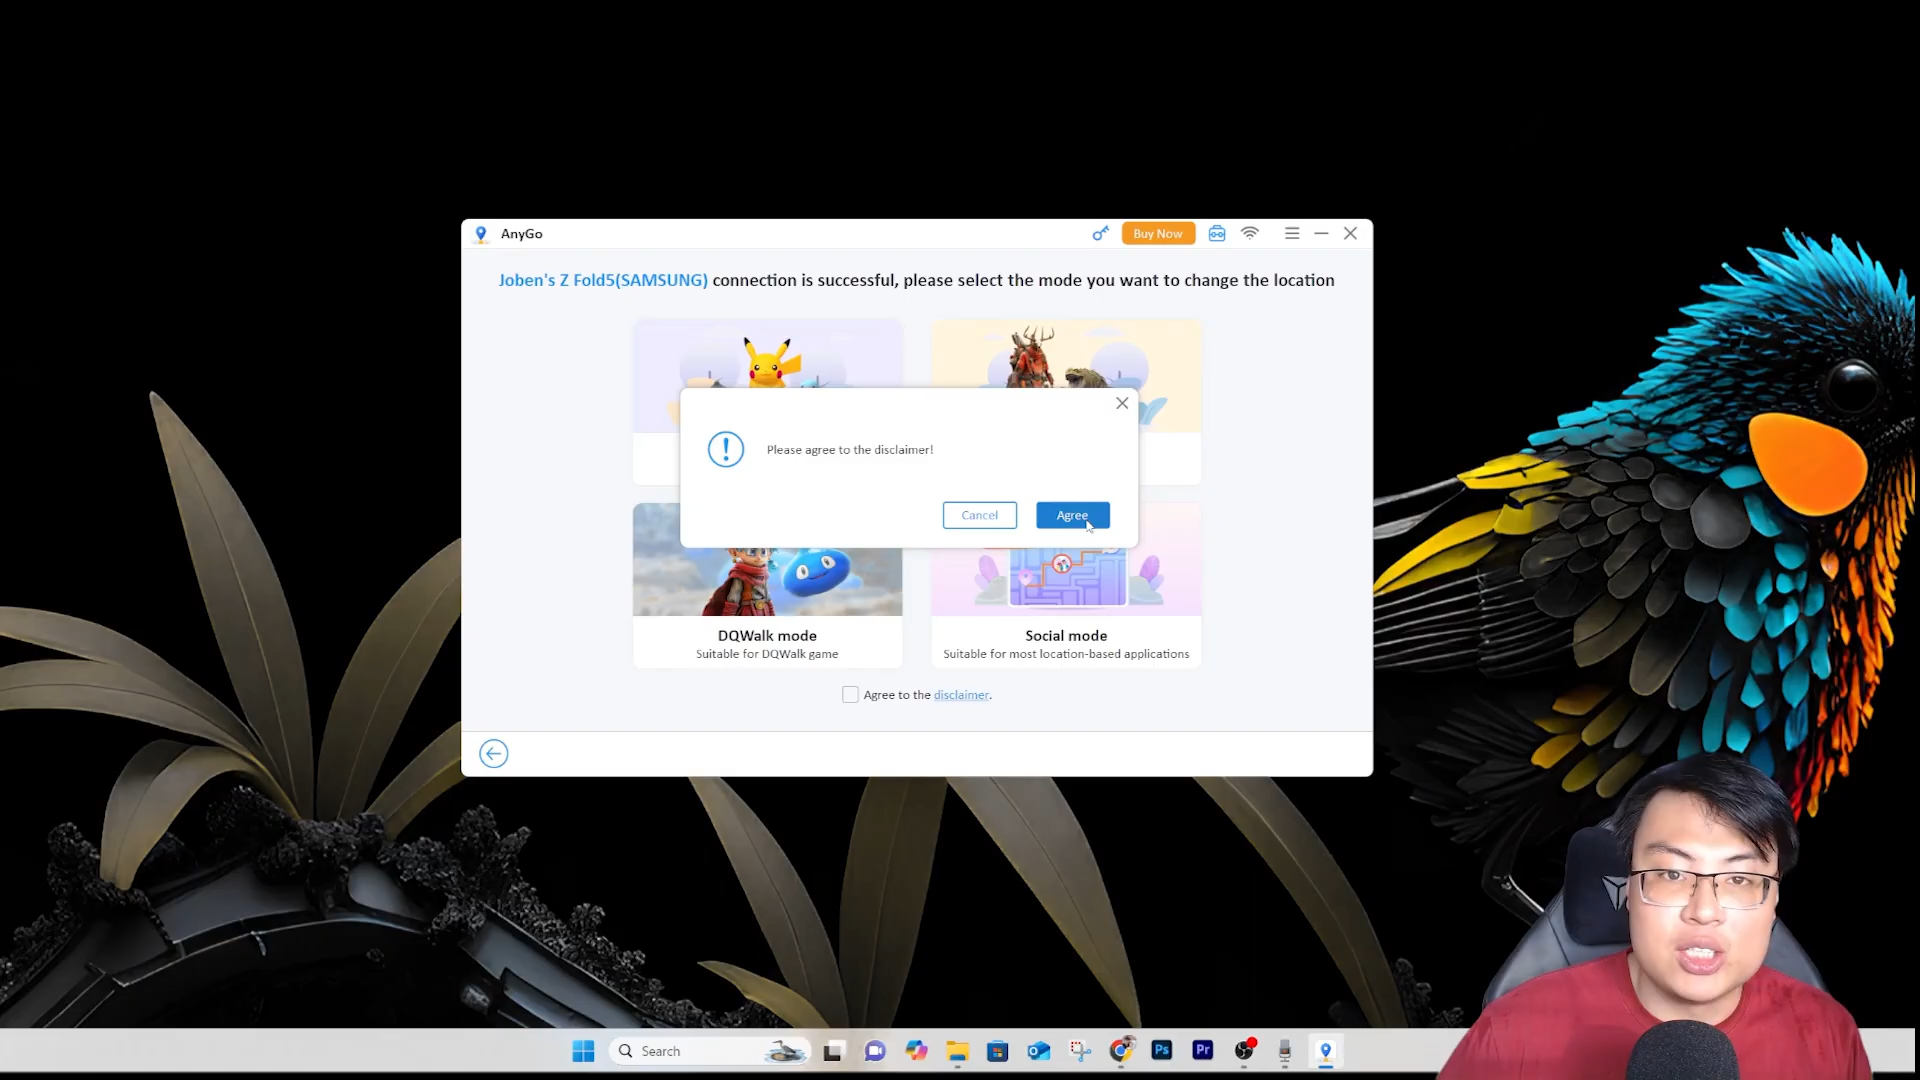 AnyGo
Buy Now
Joben's Z Fold5(SAMSUNG) connection is successful, please select the mode you want to change the location
Please agree to the disclaimer!
Cancel
Agree
DQWalk mode
Suitable for DQWalk game
Social mode
Suitable for most location-based applications
Agree to the disclaimer.
Search
Ps
Pr